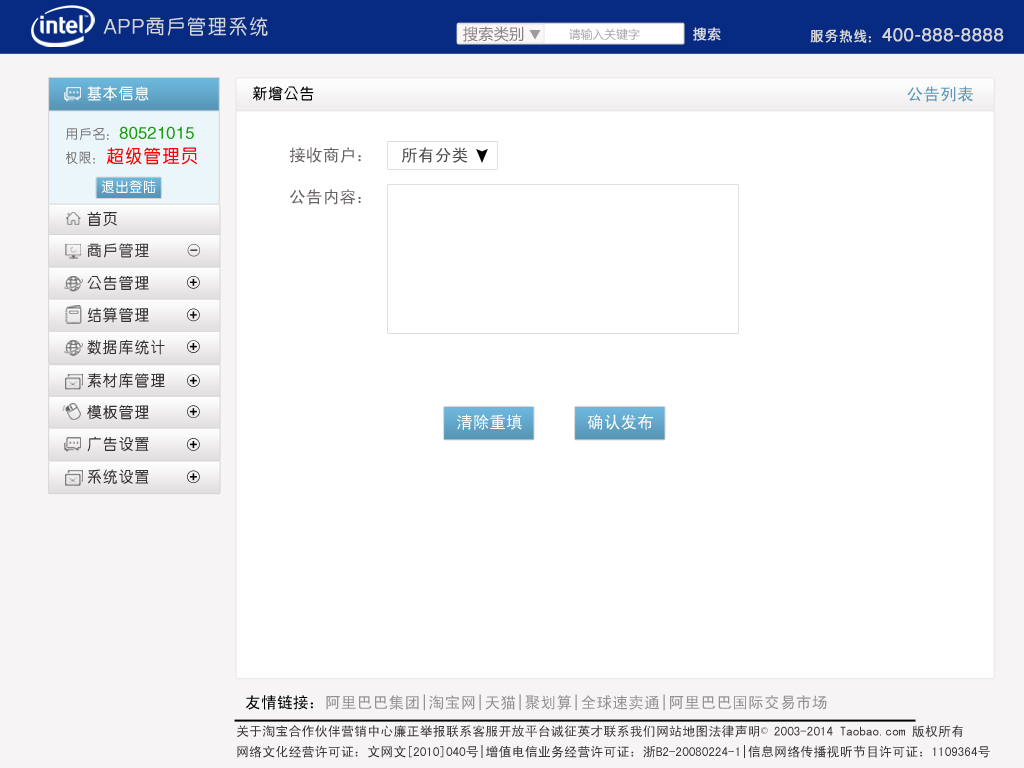 intel APP商戶管理系统
搜索类别▼ 请输入关键字 搜索
服务热线：400-888-8888
基本信息
用戶名：80521015
权限：超级管理员
退出登陆
首页
商戶管理
公告管理
结算管理
数据库统计
素材库管理
模板管理
广告设置
系统设置
新增公告
公告列表
接收商户： 所有分类
公告内容：
清除重填 确认发布
友情链接：阿里巴巴集团|淘宝网|天猫|聚划算|全球速卖通|阿里巴巴国际交易市场
关于淘宝合作伙伴营销中心廉正举报联系客服开放平台诚征英才联系我们网站地图法律声明© 2003-2014 Taobao.com 版权所有
网络文化经营许可证：文网文[2010]040号|增值电信业务经营许可证：浙B2-20080224-1|信息网络传播视听节目许可证：1109364号